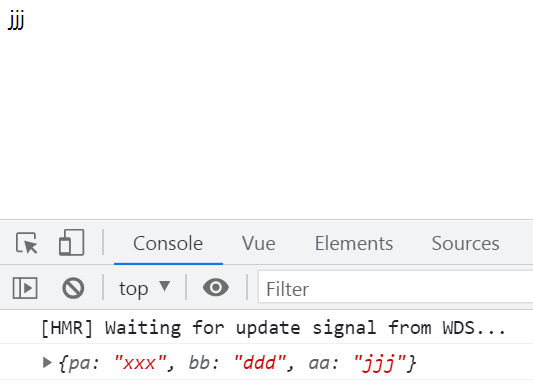 jjj
Console Vue Elements Sources
top Filter
[HMR] Waiting for update signal from WDS...
{pa: "xxx", bb: "ddd", aa: "jjj"}